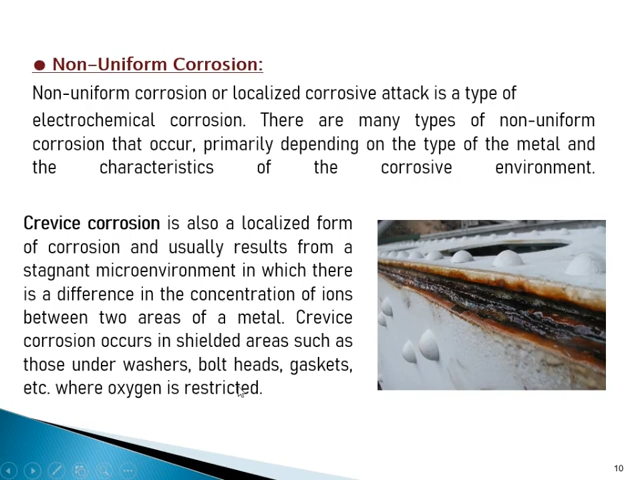 ● Non-Uniform Corrosion:
Non-uniform corrosion or localized corrosive attack is a type of
electrochemical corrosion. There are many types of non-uniform
corrosion that occur, primarily depending on the type of the metal and
the characteristics of the corrosive environment.
Crevice corrosion is also a localized form
of corrosion and usually results from a
stagnant microenvironment in which there
is a difference in the concentration of ions
between two areas of a metal. Crevice
corrosion occurs in shielded areas such as
those under washers, bolt heads, gaskets,
etc. where oxygen is restricted.
10